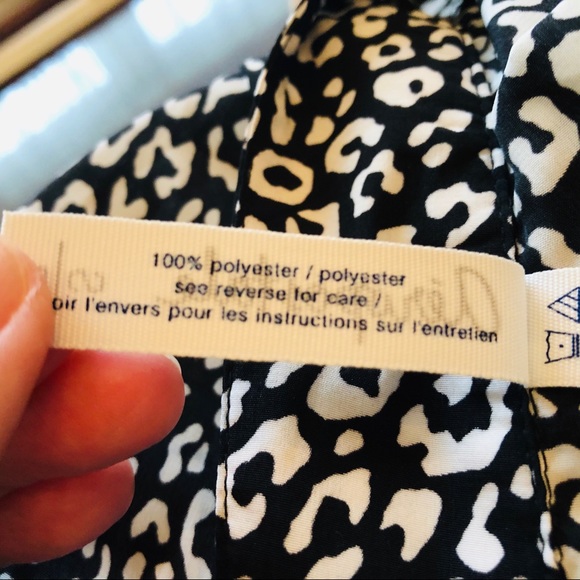 100% polyester / polyester
see reverse for care /
oir l'envers pour les instructions sur l'entretien